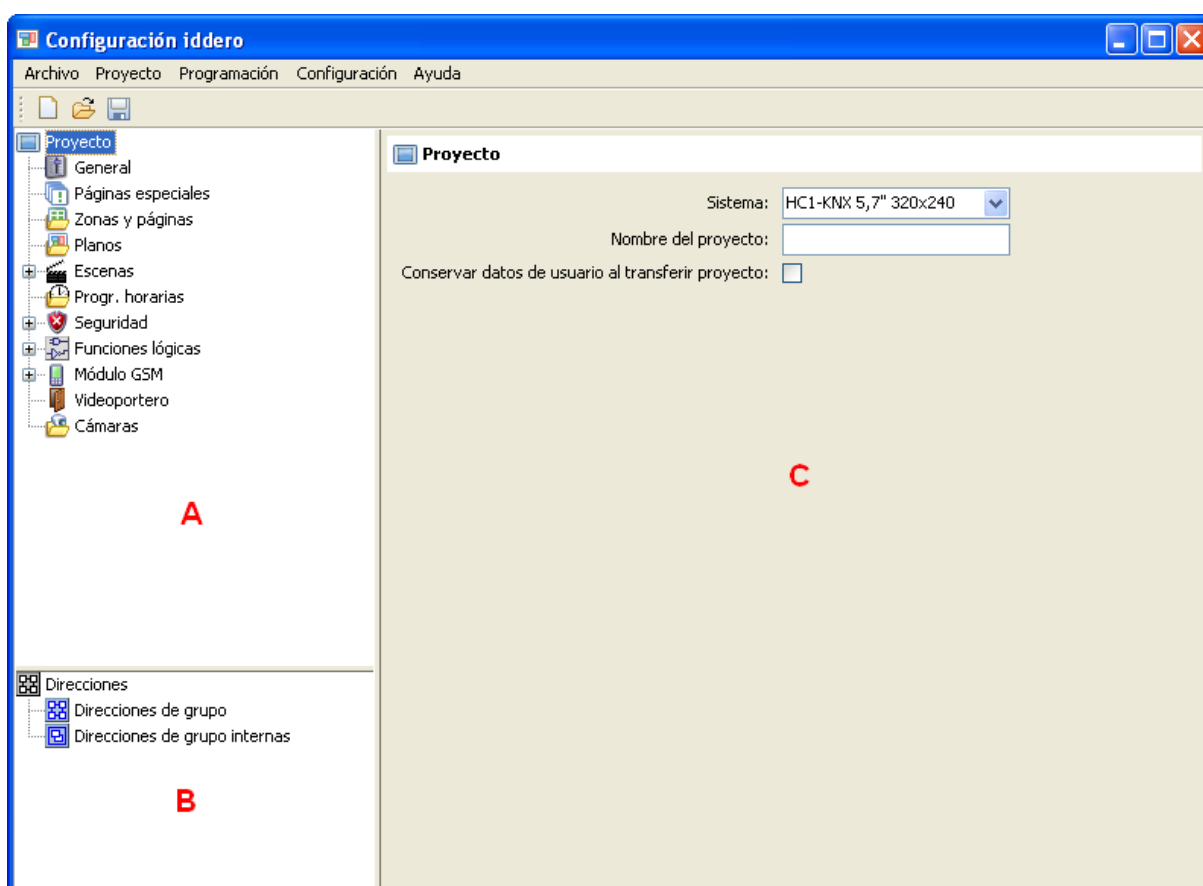 Configuración iddero
Archivo Proyecto Programación Configuración Ayuda
Proyecto
General
Páginas especiales
Zonas y páginas
Planos
Escenas
Progr. horarias
Seguridad
Funciones lógicas
Módulo GSM
Videoportero
Cámaras
A
Direcciones
Direcciones de grupo
Direcciones de grupo internas
B
Proyecto
Sistema: HC1-KNX 5,7" 320x240
Nombre del proyecto:
Conservar datos de usuario al transferir proyecto:
C